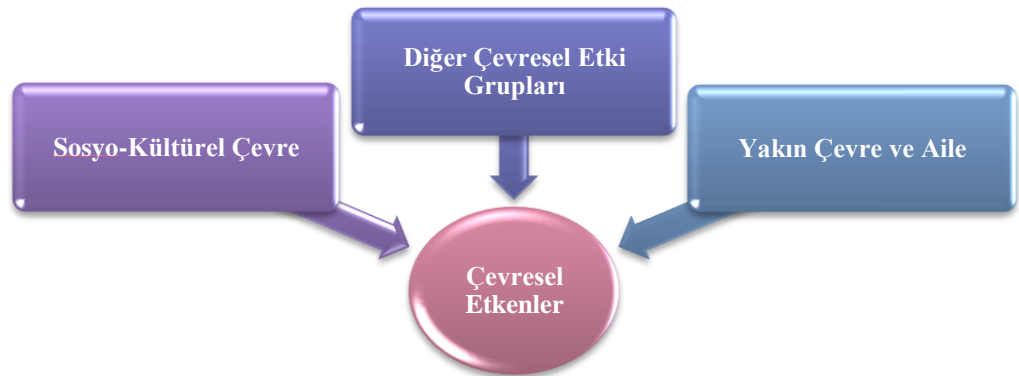 Diğer Çevresel Etki
Grupları
Sosyo-Kültürel Çevre
Yakın Çevre ve Aile
Çevresel
Etkenler